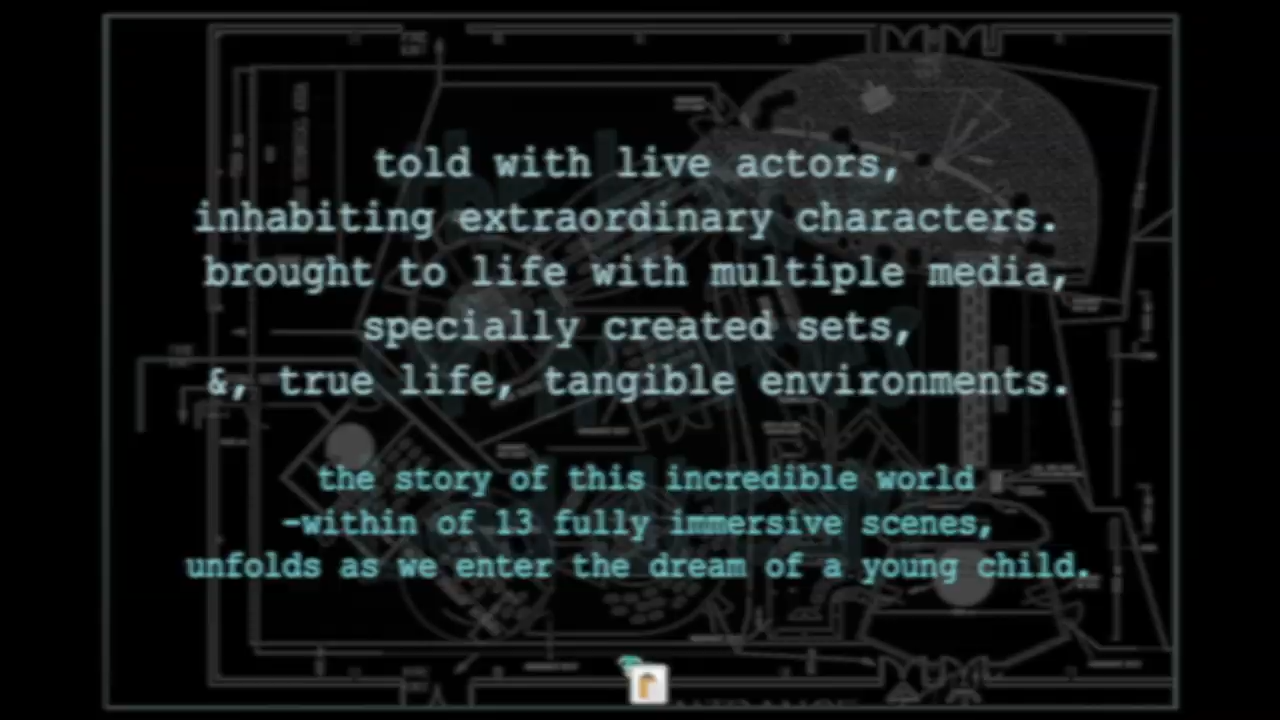 told with live actors,
inhabiting extraordinary characters.
brought to life with multiple media,
specially created sets,
&, true life, tangible environments.
the story of this incredible world
-within of 13 fully immersive scenes,
unfolds as we enter the dream of a young child.